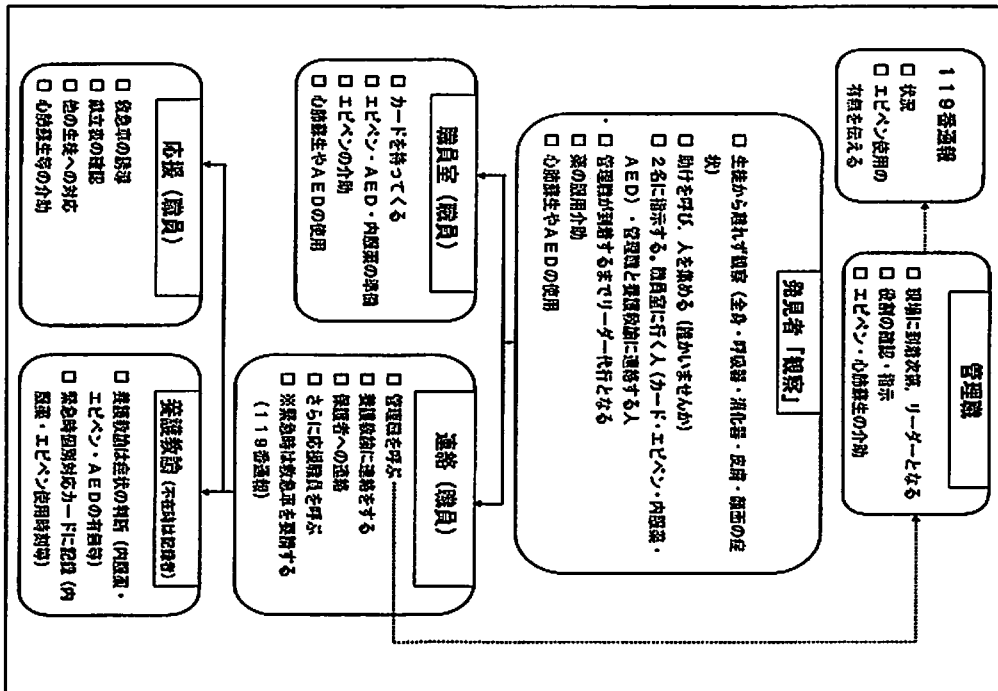 管理職
□ 現場に到着次第、リーダーとなる
□ 役割の確認・指示
□ エピペン・心肺蘇生の介助
119番通報
□ 状況
□ エピペン使用の
有無を伝える
発見者「観察」
□ 生徒から離れず観察（全身・呼吸器・消化器・皮膚・顔面の症
状）
□ 助けを呼び、人を集める（誰かいませんか）
□ 2名に指示する。職員室に行く人（カード・エピペン・内服薬・
AED）・管理職と養護教諭に連絡する人
□ 管理職が到着するまでリーダー代行となる
□ 薬の服用介助
□ 心肺蘇生やAEDの使用
職員室（職員）
□ カードを持ってくる
□ エピペン・AED・内服薬の準備
□ エピペンの介助
□ 心肺蘇生やAEDの使用
連絡（職員）
□ 管理職を呼ぶ
□ 養護教諭に連絡をする
□ 保護者への連絡
□ さらに応援職員を呼ぶ
□ ※緊急時は救急車を要請する
（119番通報）
応援（職員）
□ 救急車の誘導
□ 献立表の確認
□ 他の生徒への対応
□ 心肺蘇生等の介助
養護教諭（不在時は記録者）
□ 養護教諭は症状の判断（内服薬・
エピペン・AEDの有無等）
□ 緊急時個別対応カードに記録（内
服薬・エピペン使用時刻等）